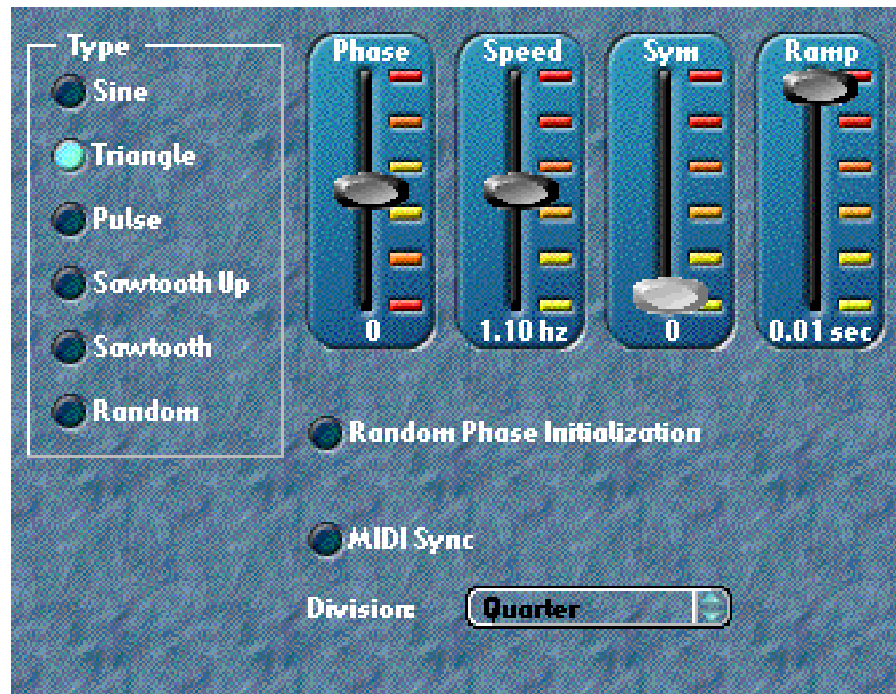 Type
Sine
Triangle
Pulse
Sawtooth Up
Sawtooth
Random
Phase
0
Speed
1.10 hz
Sym
0
Ramp
0.01 sec
Random Phase Initialization
MIDI Sync
Division: Quarter